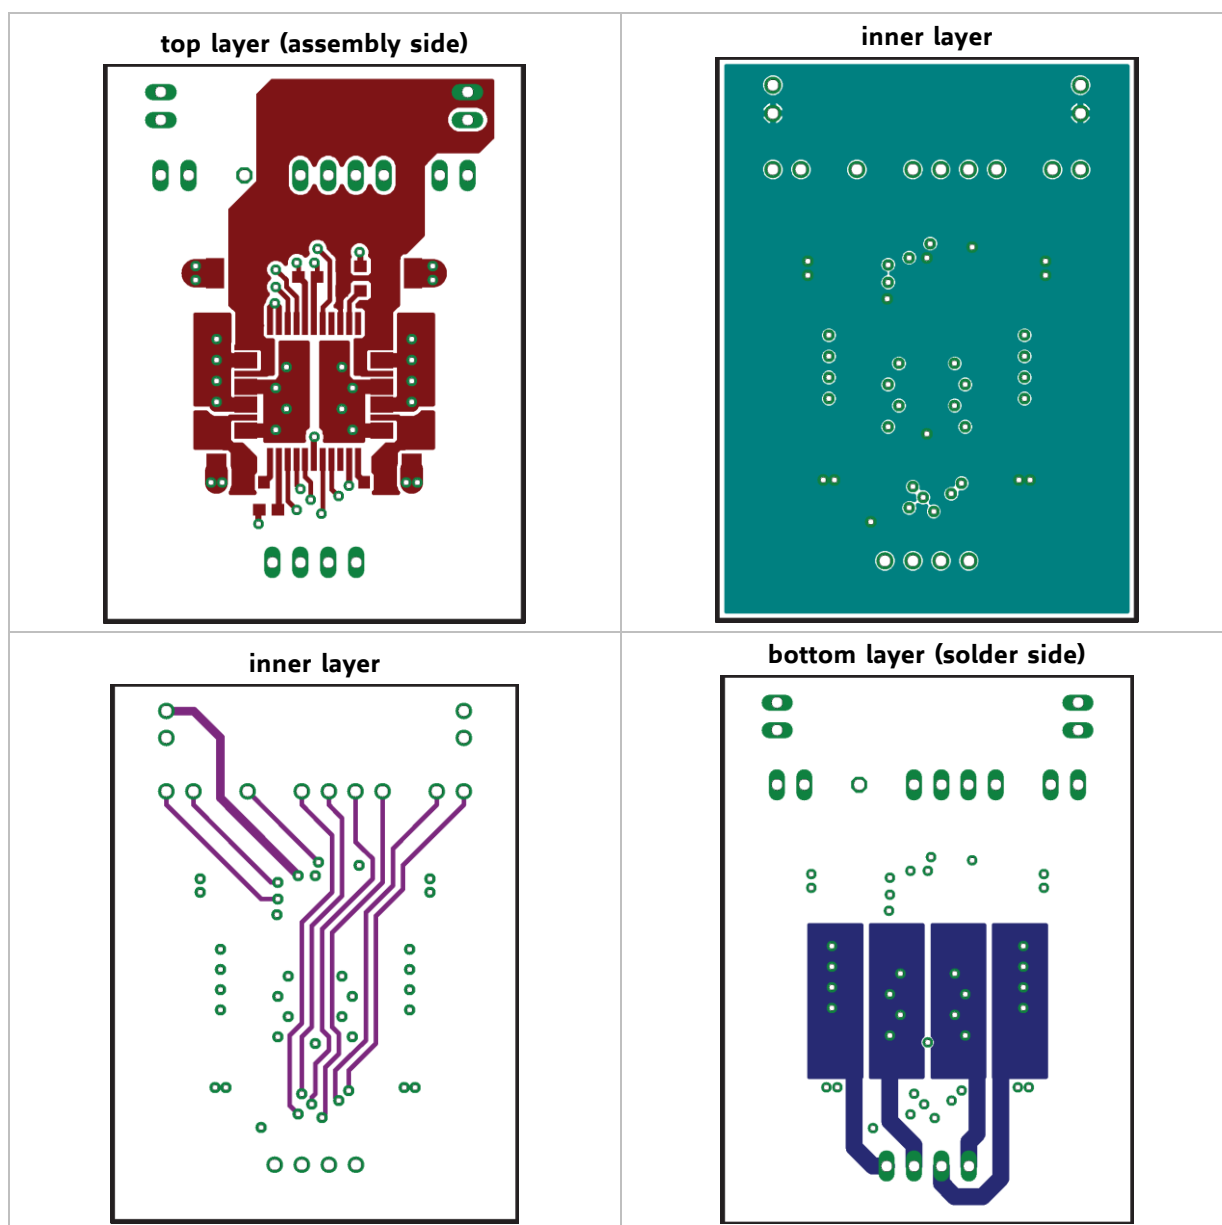 top layer (assembly side)
inner layer
inner layer
bottom layer (solder side)